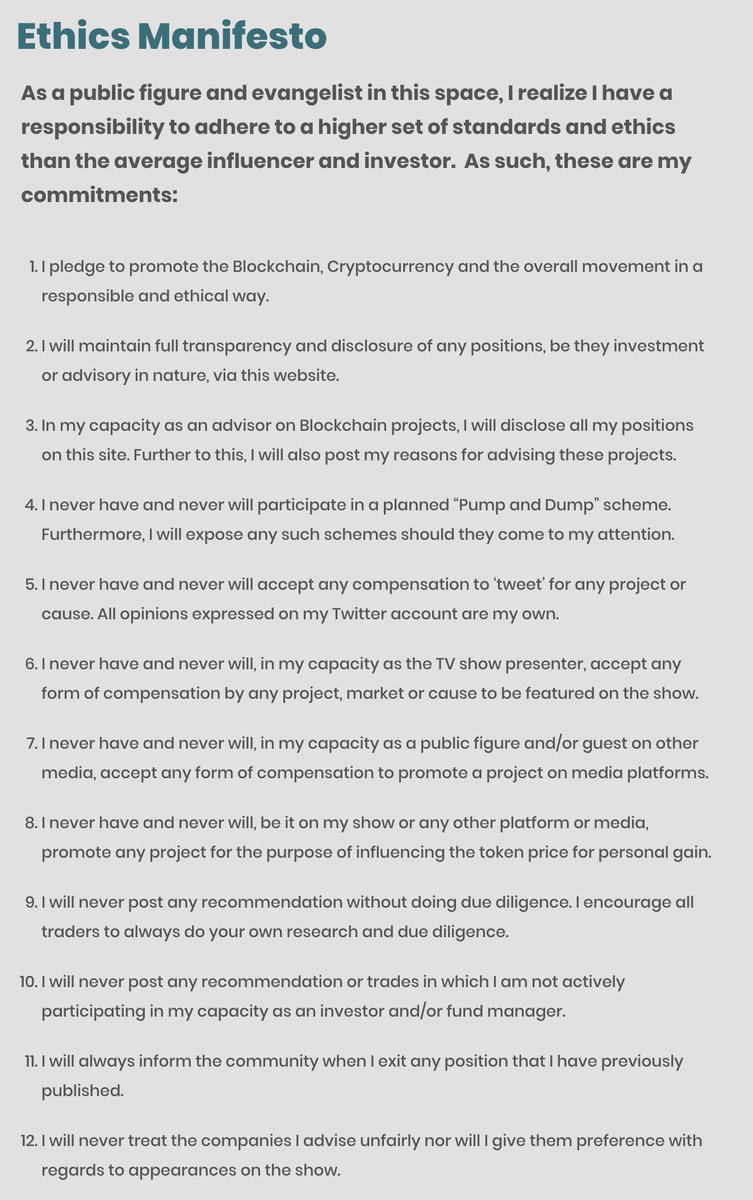 Ethics Manifesto
As a public figure and evangelist in this space, I realize I have a
responsibility to adhere to a higher set of standards and ethics
than the average influencer and investor.  As such, these are my
commitments:
1. I pledge to promote the Blockchain, Cryptocurrency and the overall movement in a
responsible and ethical way.
2. I will maintain full transparency and disclosure of any positions, be they investment
or advisory in nature, via this website.
3. In my capacity as an advisor on Blockchain projects, I will disclose all my positions
on this site. Further to this, I will also post my reasons for advising these projects.
4. I never have and never will participate in a planned “Pump and Dump” scheme.
Furthermore, I will expose any such schemes should they come to my attention.
5. I never have and never will accept any compensation to ‘tweet’ for any project or
cause. All opinions expressed on my Twitter account are my own.
6. I never have and never will, in my capacity as the TV show presenter, accept any
form of compensation by any project, market or cause to be featured on the show.
7. I never have and never will, in my capacity as a public figure and/or guest on other
media, accept any form of compensation to promote a project on media platforms.
8. I never have and never will, be it on my show or any other platform or media,
promote any project for the purpose of influencing the token price for personal gain.
9. I will never post any recommendation without doing due diligence. I encourage all
traders to always do your own research and due diligence.
10. I will never post any recommendation or trades in which I am not actively
participating in my capacity as an investor and/or fund manager.
11. I will always inform the community when I exit any position that I have previously
published.
12. I will never treat the companies I advise unfairly nor will I give them preference with
regards to appearances on the show.